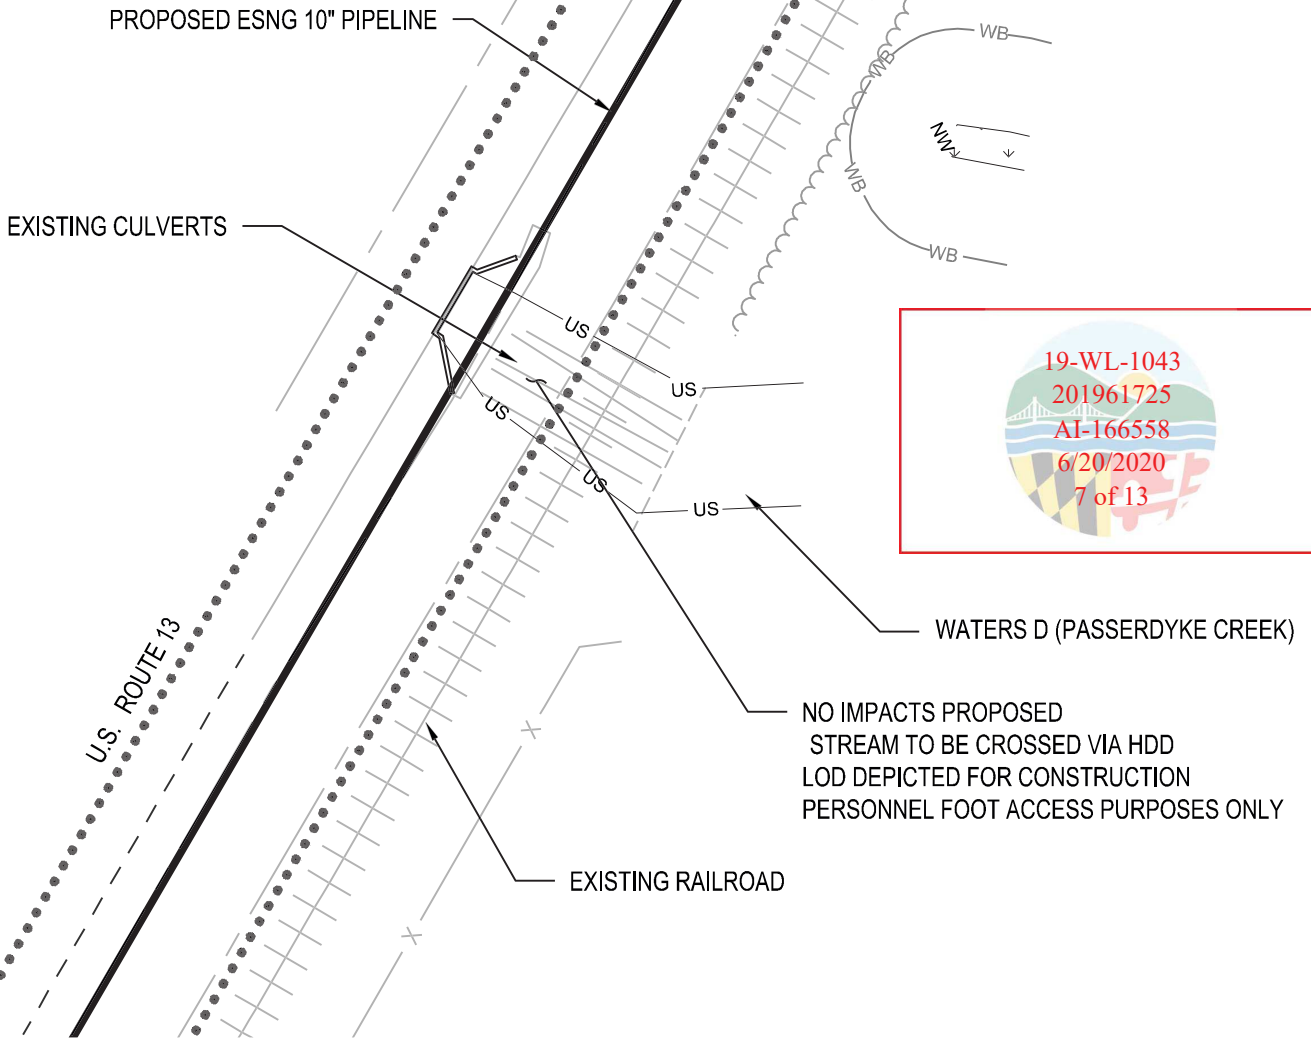 PROPOSED ESNG 10" PIPELINE
WB
WB
NW
EXISTING CULVERTS
WB
WB
US
US
US
US
US
19-WL-1043
201961725
AI-166558
6/20/2020
7 of 13
WATERS D (PASSERDYKE CREEK)
U.S. ROUTE 13
NO IMPACTS PROPOSED
STREAM TO BE CROSSED VIA HDD
LOD DEPICTED FOR CONSTRUCTION
PERSONNEL FOOT ACCESS PURPOSES ONLY
X
EXISTING RAILROAD
X